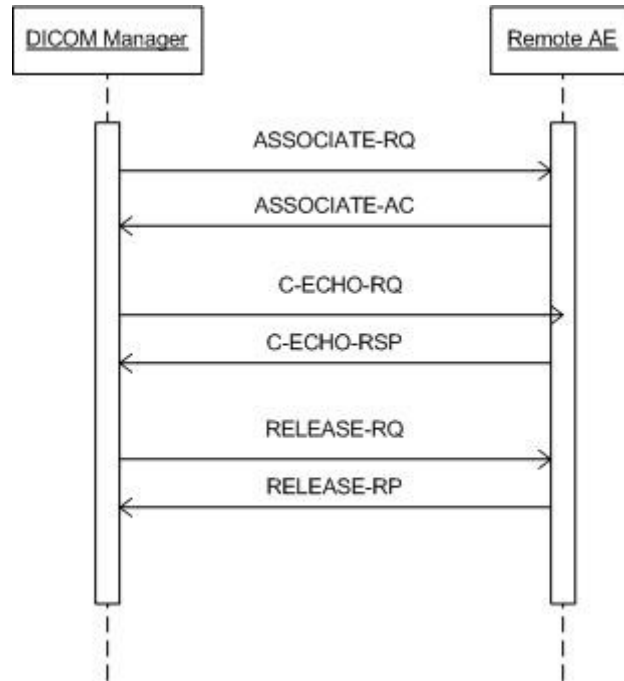 DICOM Manager
Remote AE
ASSOCIATE-RQ
ASSOCIATE-AC
C-ECHO-RQ
C-ECHO-RSP
RELEASE-RQ
RELEASE-RP